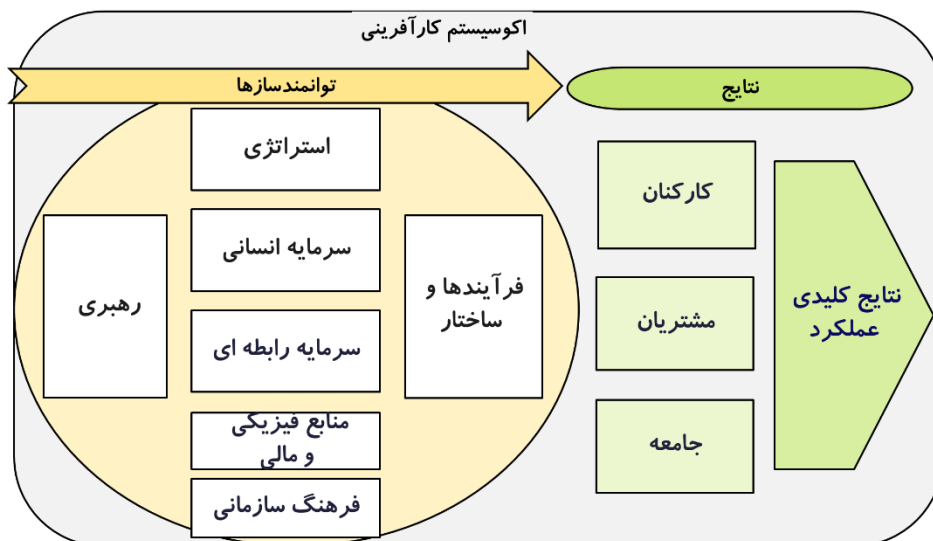 اکوسیستم کارآفرینی
توانمندسازها
نتایج
استراتژی
سرمایه انسانی
سرمایه رابطه ای
منابع فیزیکی
و مالی
فرهنگ سازمانی
رهبری
فرآیندها و
ساختار
کارکنان
مشتریان
جامعه
نتایج کلیدی
عملکرد